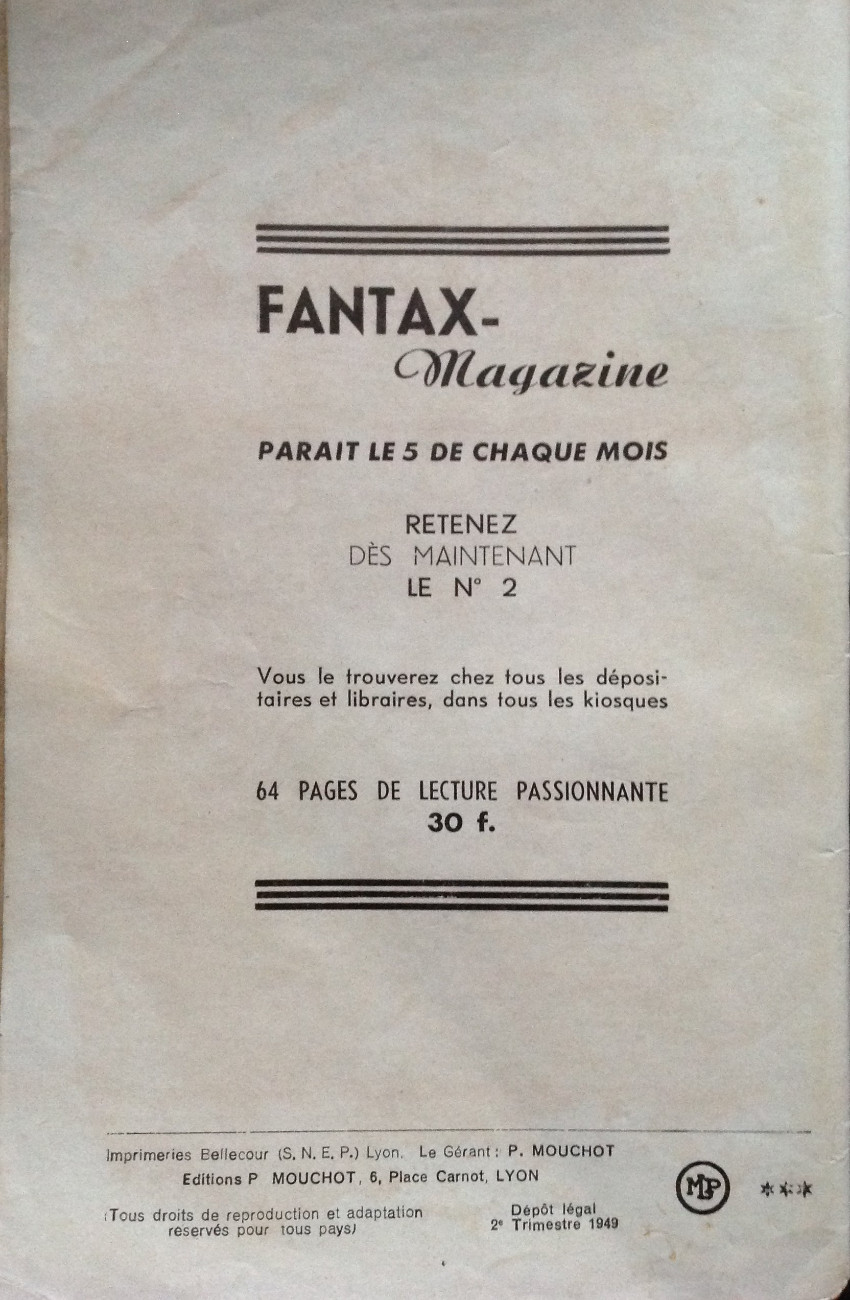 FANTAX-
Magazine
PARAIT LE 5 DE CHAQUE MOIS
RETENEZ
DÈS MAINTENANT
LE N° 2
Vous le trouverez chez tous les déposi-
taires et libraires, dans tous les kiosques
64 PAGES DE LECTURE PASSIONNANTE
30 f.
Imprimeries Bellecour (S. N. E. P.) Lyon. Le Gérant : P. MOUCHOT
Editions P MOUCHOT, 6, Place Carnot, LYON
(Tous droits de reproduction et adaptation
reservés pour tous pays)
Dépôt légal
2e Trimestre 1949
MLP
***